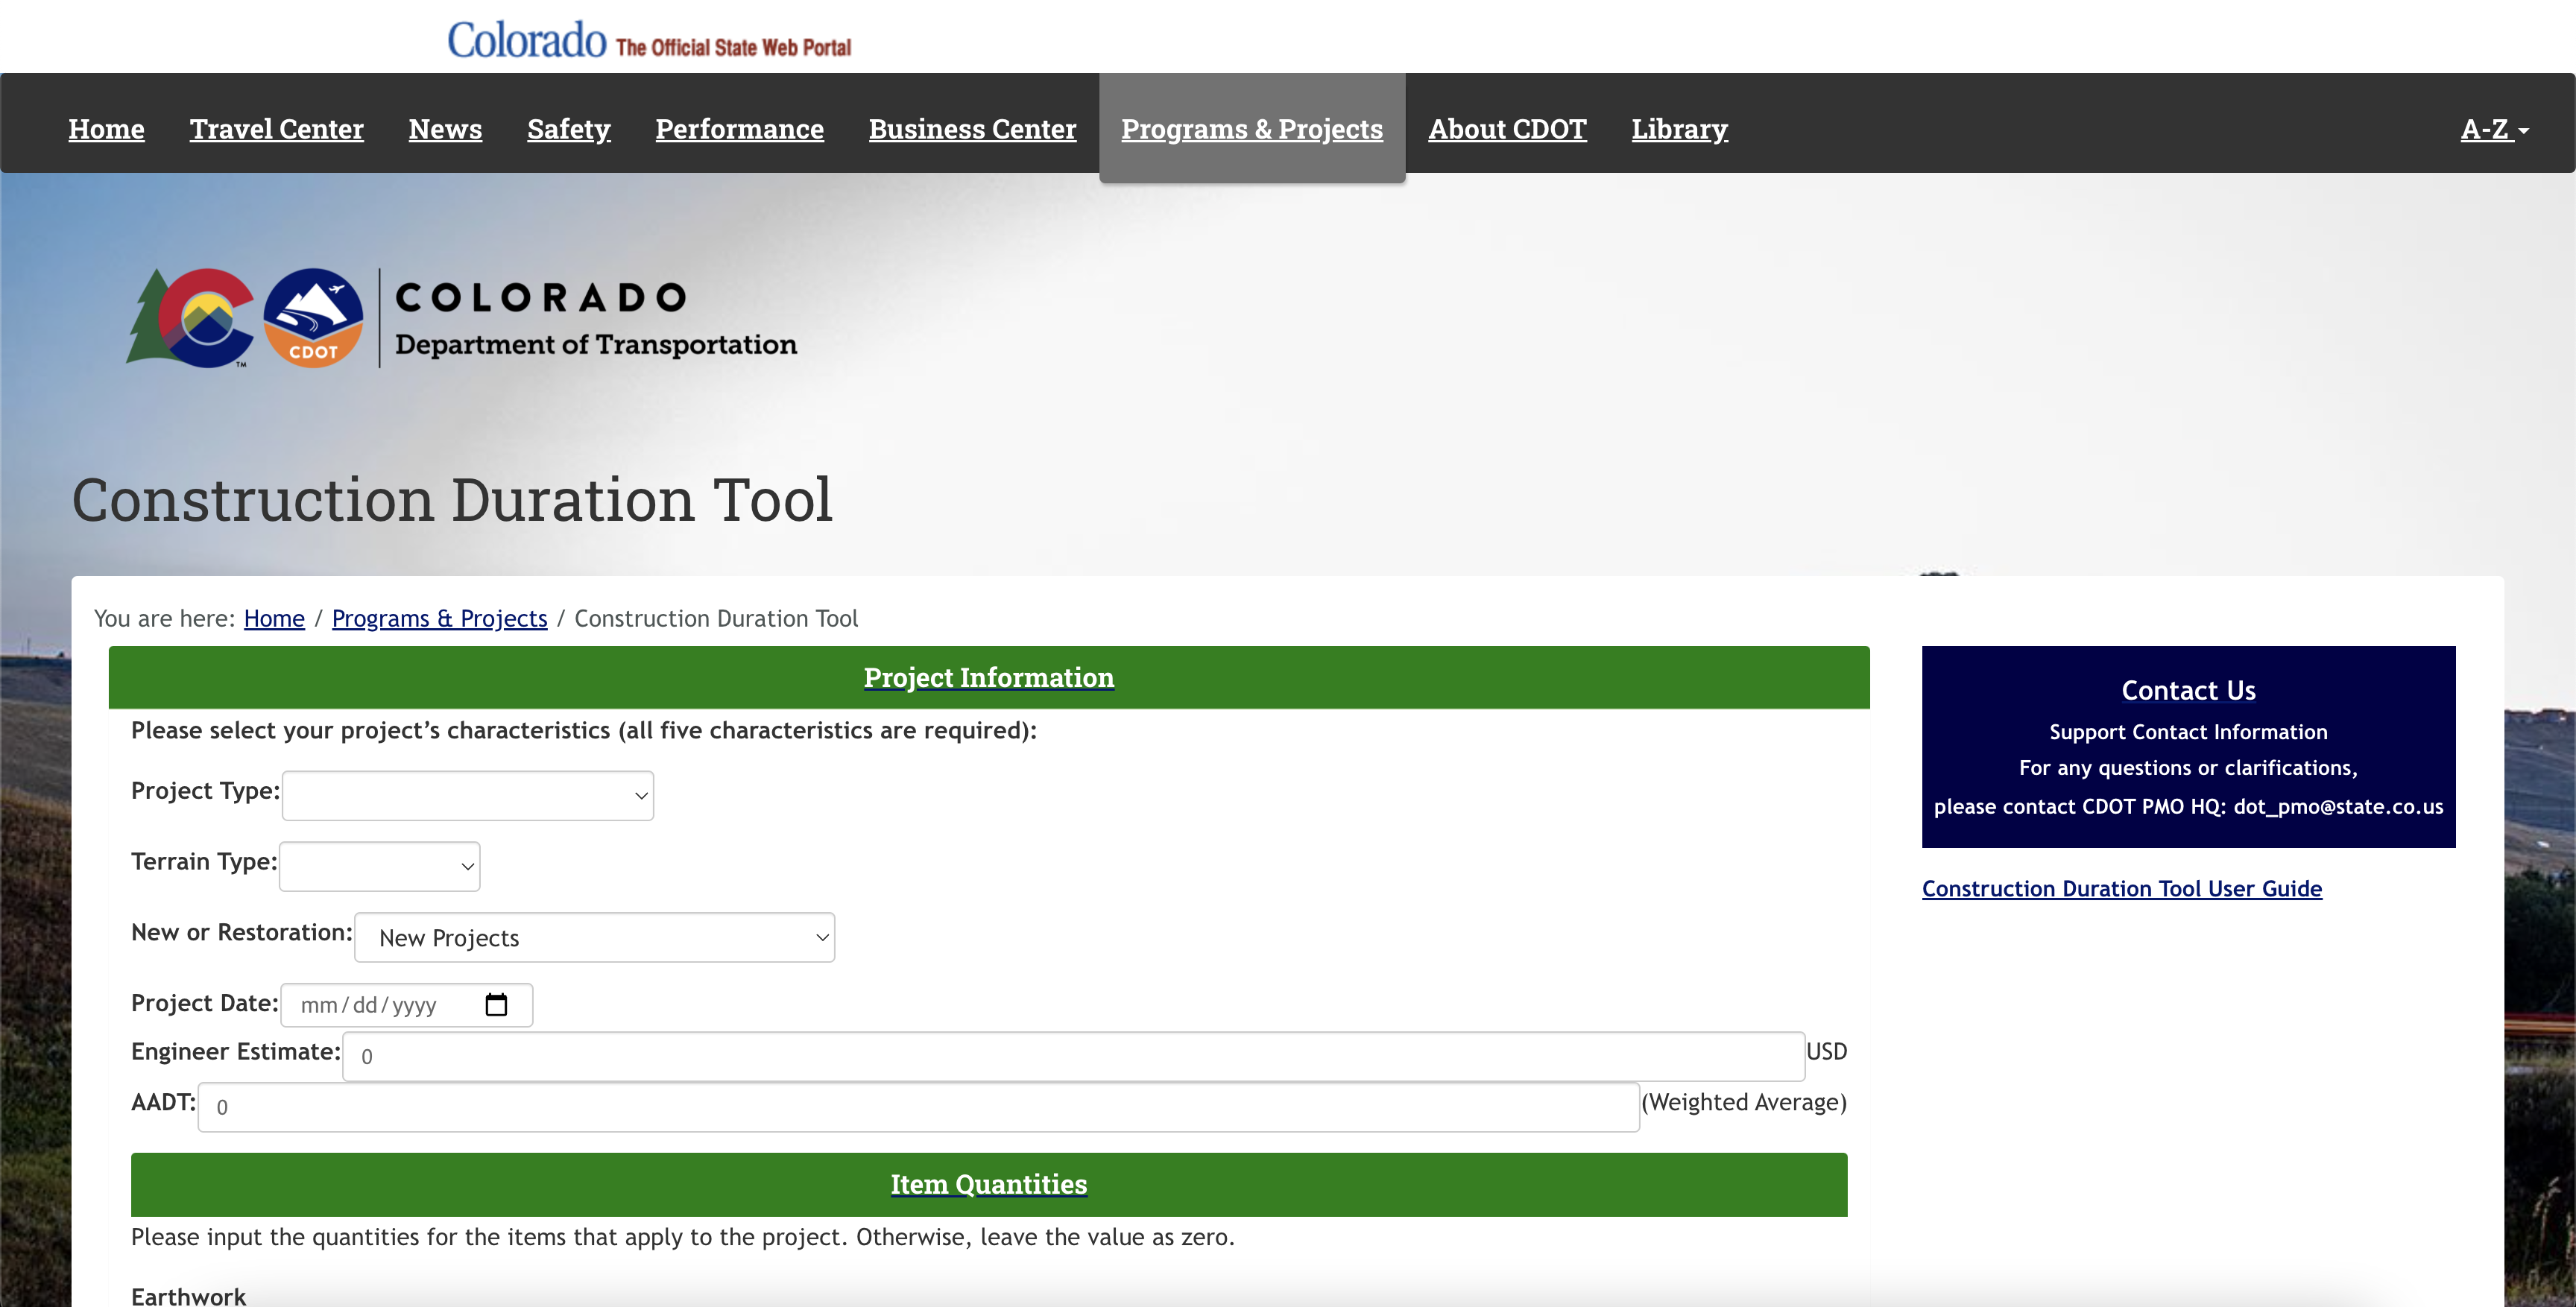 Colorado The Official State Web Portal
Home Travel Center News Safety Performance Business Center Programs & Projects About CDOT Library A-Z
CDOT
TM
COLORADO
Department of Transportation
Construction Duration Tool
You are here: Home / Programs & Projects / Construction Duration Tool
Project Information
Please select your project’s characteristics (all five characteristics are required):
Project Type:
Terrain Type:
New or Restoration: New Projects
Project Date: mm/dd/yyyy
Engineer Estimate: 0 USD
AADT: 0 (Weighted Average)
Item Quantities
Please input the quantities for the items that apply to the project. Otherwise, leave the value as zero.
Earthwork
Contact Us
Support Contact Information
For any questions or clarifications,
please contact CDOT PMO HQ: dot_pmo@state.co.us
Construction Duration Tool User Guide